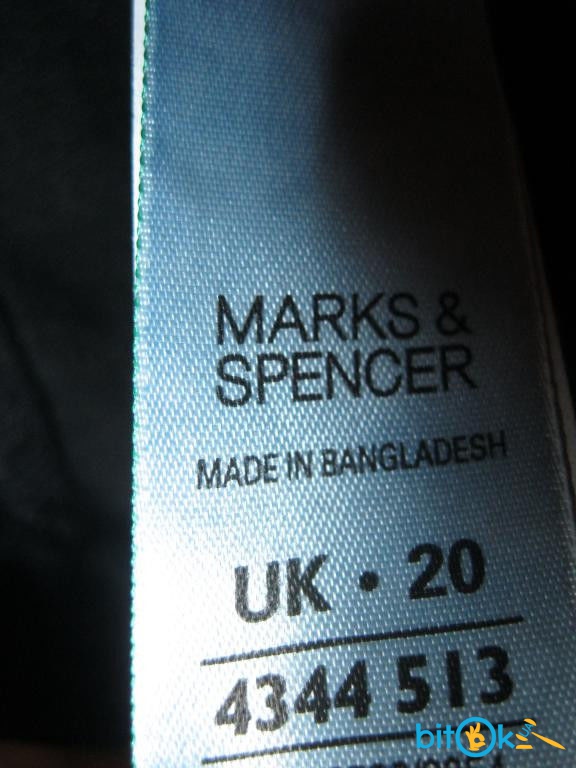 MARKS &
SPENCER
MADE IN BANGLADESH
UK • 20
4344 513
bitOk